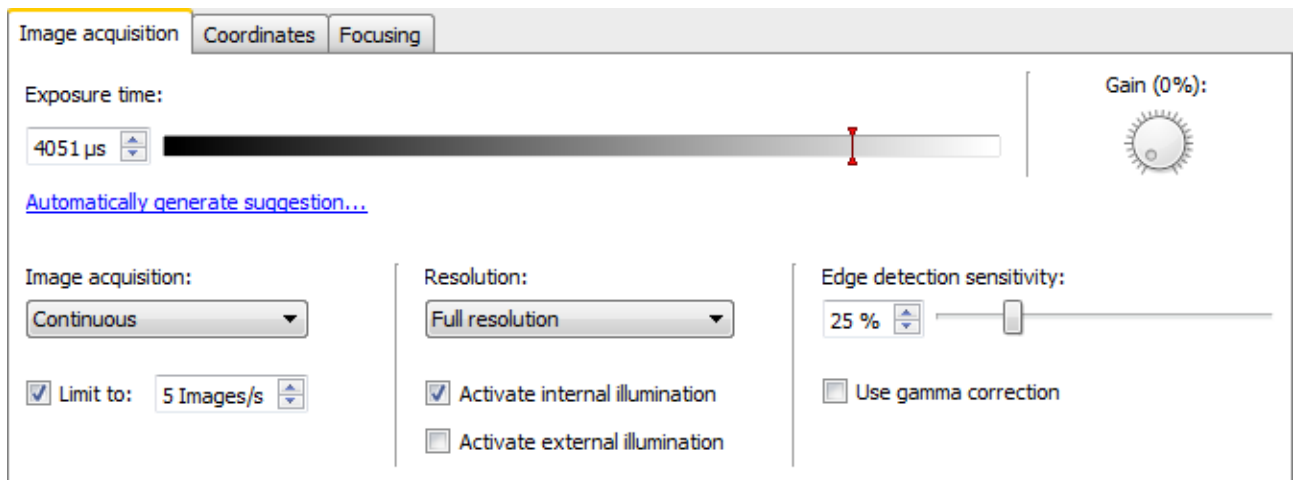 Image acquisition Coordinates Focusing
Exposure time:
Gain (0%):
4051 µs
Automatically generate suggestion...
Image acquisition:
Continuous
Limit to: 5 Images/s
Resolution:
Full resolution
Activate internal illumination
Activate external illumination
Edge detection sensitivity:
25 %
Use gamma correction